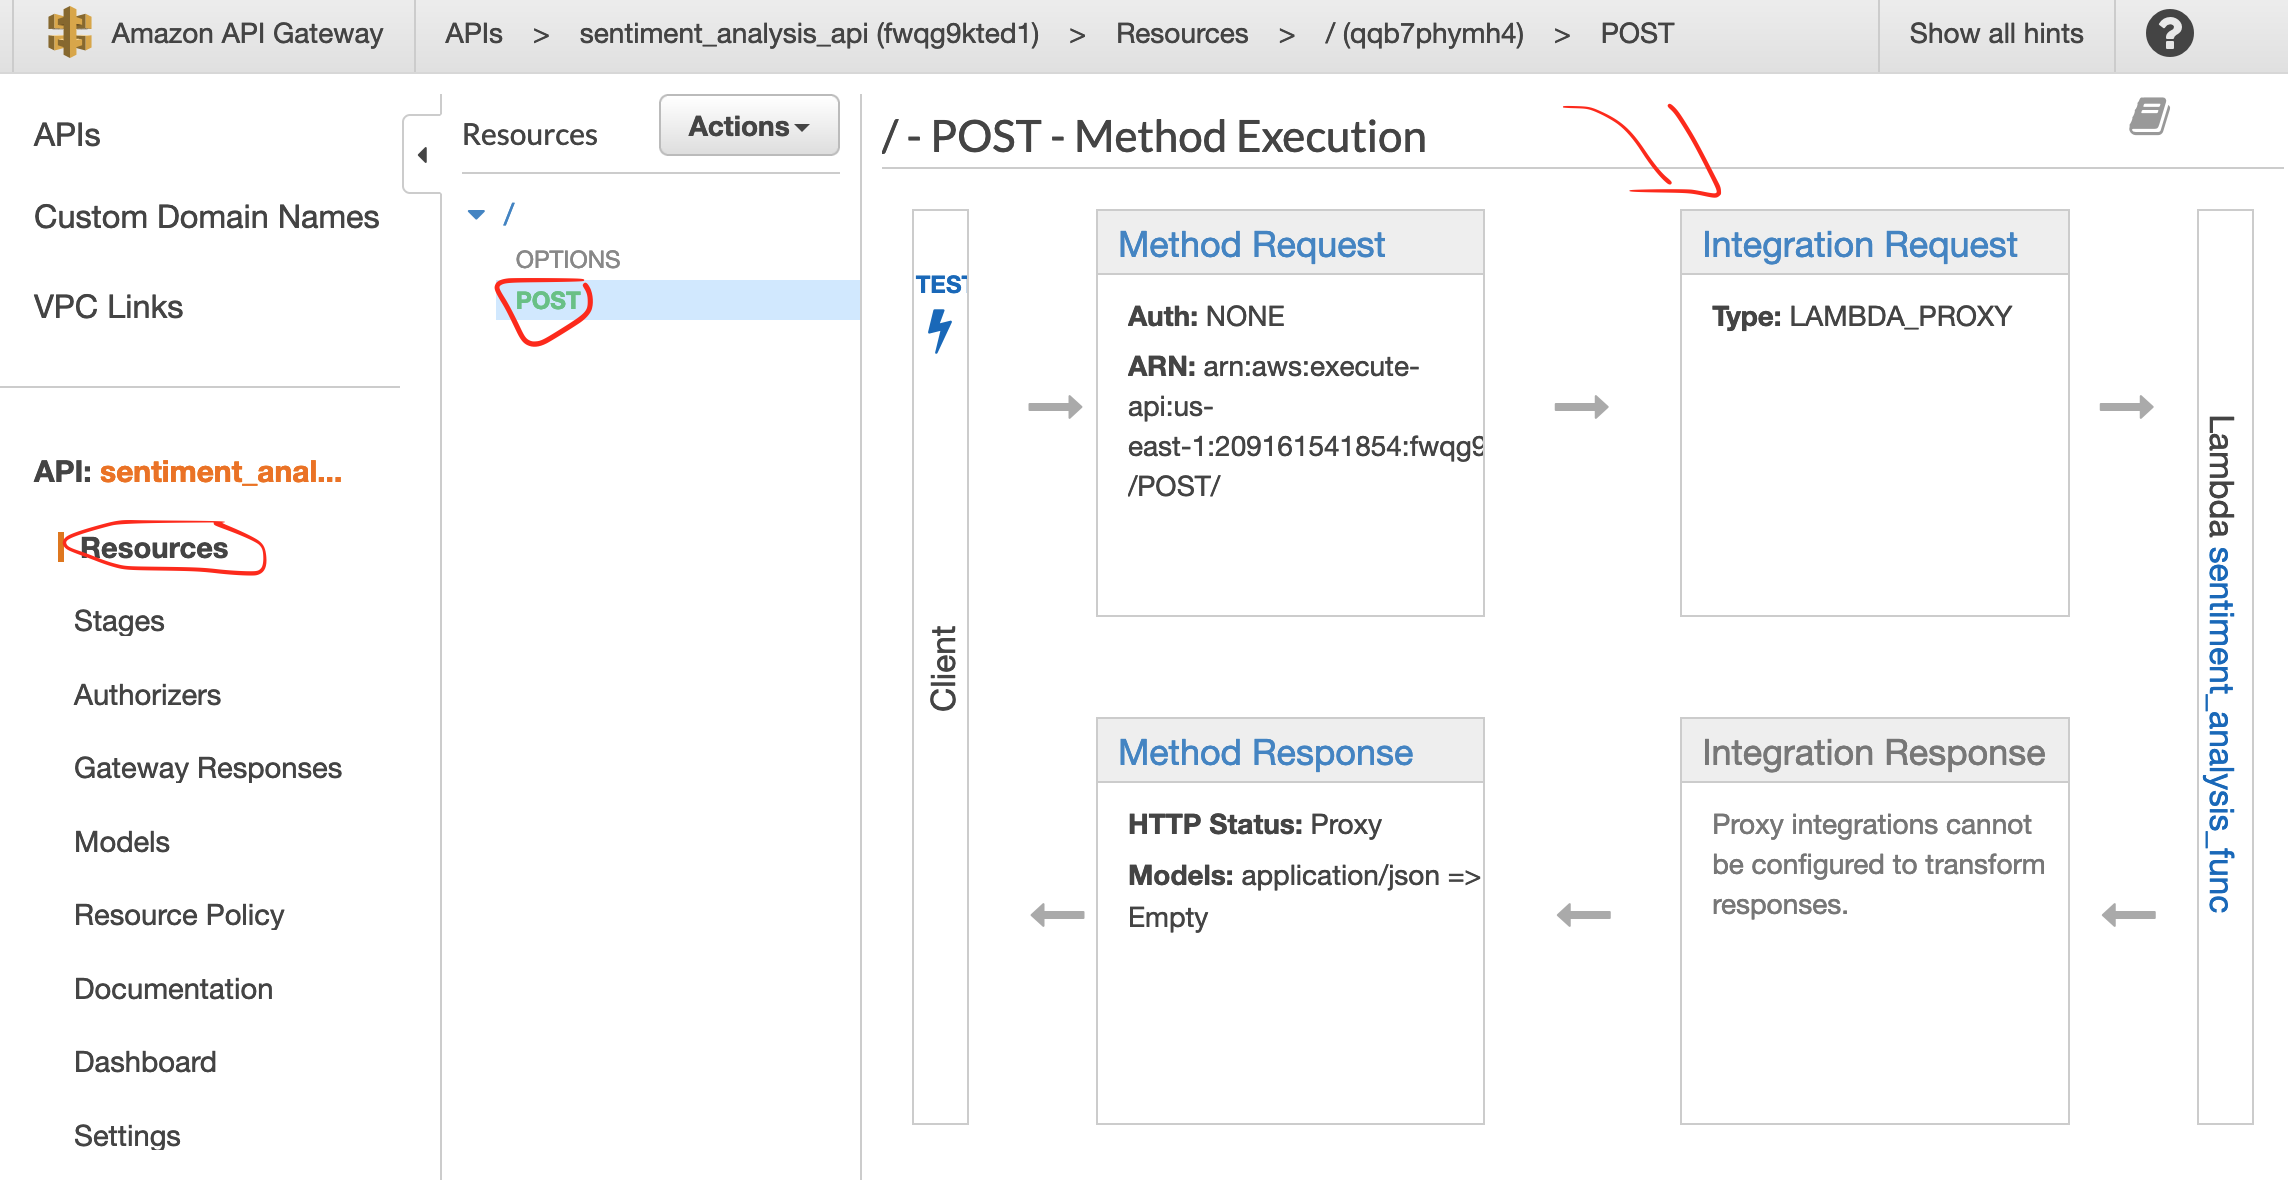 Amazon API Gateway
APIs > sentiment_analysis_api (fwqg9kted1) > Resources > / (qqb7phymh4) > POST
Show all hints
?
APIs
Custom Domain Names
VPC Links
API: sentiment_anal...
Resources
Stages
Authorizers
Gateway Responses
Models
Resource Policy
Documentation
Dashboard
Settings
Resources
Actions
/
OPTIONS
POST
/ - POST - Method Execution
TEST
Client
Method Request
Auth: NONE
ARN: arn:aws:execute-
api:us-
east-1:209161541854:fwqg9
/POST/
Integration Request
Type: LAMBDA_PROXY
Lambda sentiment_analysis_func
Method Response
HTTP Status: Proxy
Models: application/json =>
Empty
Integration Response
Proxy integrations cannot
be configured to transform
responses.